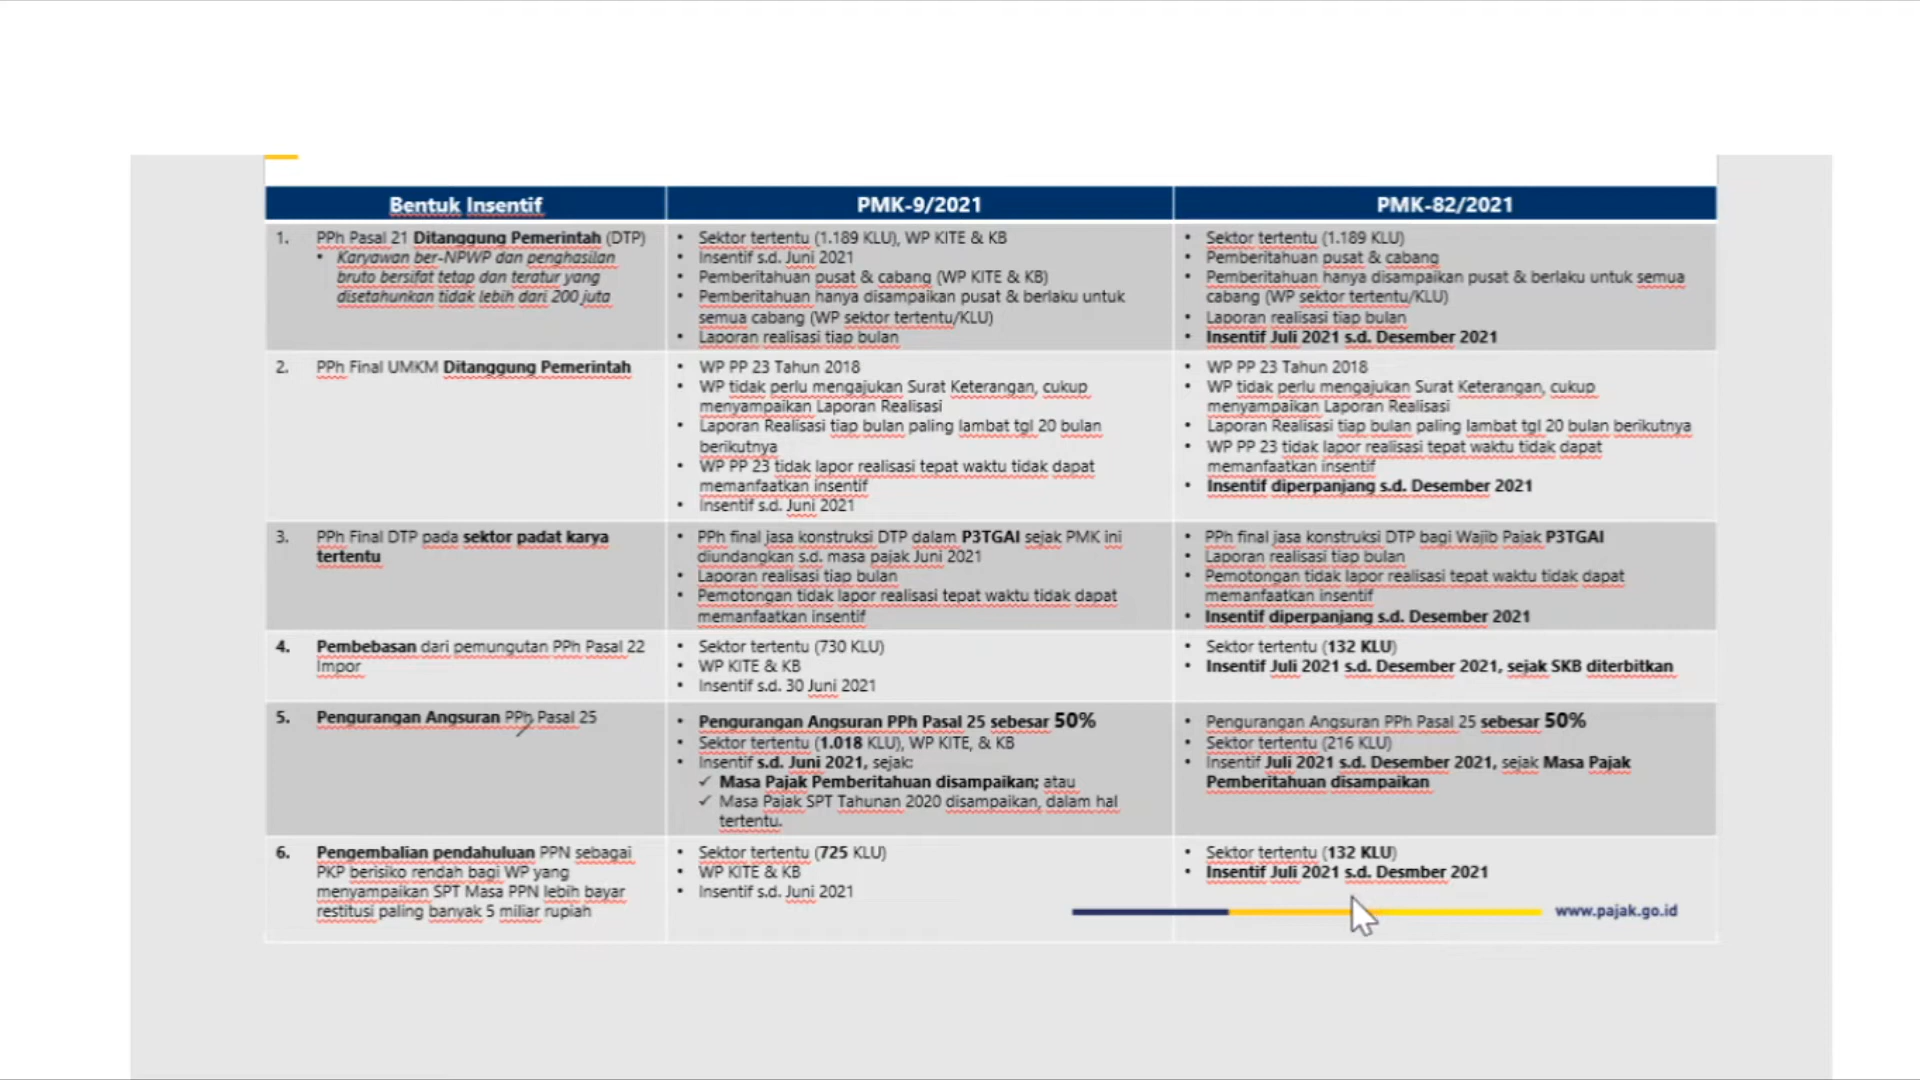 Bentuk Insentif
PMK-9/2021
PMK-82/2021
1. PPh Pasal 21 Ditanggung Pemerintah (DTP)
• Karyawan ber-NPWP dan penghasilan
bruto bersifat tetap dan teratur yang
disetahunkan tidak lebih dari 200 juta
• Sektor tertentu (1.189 KLU), WP KITE & KB
• Insentif s.d. Juni 2021
• Pemberitahuan pusat & cabang (WP KITE & KB)
• Pemberitahuan hanya disampaikan pusat & berlaku untuk
semua cabang (WP sektor tertentu/KLU)
• Laporan realisasi tiap bulan
• Sektor tertentu (1.189 KLU)
• Pemberitahuan pusat & cabang
• Pemberitahuan hanya disampaikan pusat & berlaku untuk semua
cabang (WP sektor tertentu/KLU)
• Laporan realisasi tiap bulan
• Insentif Juli 2021 s.d. Desember 2021
2. PPh Final UMKM Ditanggung Pemerintah
• WP PP 23 Tahun 2018
• WP tidak perlu mengajukan Surat Keterangan, cukup
menyampaikan Laporan Realisasi
• Laporan Realisasi tiap bulan paling lambat tgl 20 bulan
berikutnya
• WP PP 23 tidak lapor realisasi tepat waktu tidak dapat
memanfaatkan insentif
• Insentif s.d. Juni 2021
• WP PP 23 Tahun 2018
• WP tidak perlu mengajukan Surat Keterangan, cukup
menyampaikan Laporan Realisasi
• Laporan Realisasi tiap bulan paling lambat tgl 20 bulan berikutnya
• WP PP 23 tidak lapor realisasi tepat waktu tidak dapat
memanfaatkan insentif
• Insentif diperpanjang s.d. Desember 2021
3. PPh Final DTP pada sektor padat karya
tertentu
• PPh final jasa konstruksi DTP dalam P3TGAI sejak PMK ini
diundangkan s.d. masa pajak Juni 2021
• Laporan realisasi tiap bulan
• Pemotongan tidak lapor realisasi tepat waktu tidak dapat
memanfaatkan insentif
• PPh final jasa konstruksi DTP bagi Wajib Pajak P3TGAI
• Laporan realisasi tiap bulan
• Pemotongan tidak lapor realisasi tepat waktu tidak dapat
memanfaatkan insentif
• Insentif diperpanjang s.d. Desember 2021
4. Pembebasan dari pemungutan PPh Pasal 22
Impor
• Sektor tertentu (730 KLU)
• WP KITE & KB
• Insentif s.d. 30 Juni 2021
• Sektor tertentu (132 KLU)
• Insentif Juli 2021 s.d. Desember 2021, sejak SKB diterbitkan
5. Pengurangan Angsuran PPh Pasal 25
• Pengurangan Angsuran PPh Pasal 25 sebesar 50%
• Sektor tertentu (1.018 KLU), WP KITE, & KB
• Insentif s.d. Juni 2021, sejak:
✓ Masa Pajak Pemberitahuan disampaikan; atau
✓ Masa Pajak SPT Tahunan 2020 disampaikan, dalam hal
tertentu.
• Pengurangan Angsuran PPh Pasal 25 sebesar 50%
• Sektor tertentu (216 KLU)
• Insentif Juli 2021 s.d. Desember 2021, sejak Masa Pajak
Pemberitahuan disampaikan
6. Pengembalian pendahuluan PPN sebagai
PKP berisiko rendah bagi WP yang
menyampaikan SPT Masa PPN lebih bayar
restitusi paling banyak 5 miliar rupiah
• Sektor tertentu (725 KLU)
• WP KITE & KB
• Insentif s.d. Juni 2021
• Sektor tertentu (132 KLU)
• Insentif Juli 2021 s.d. Desmber 2021
www.pajak.go.id